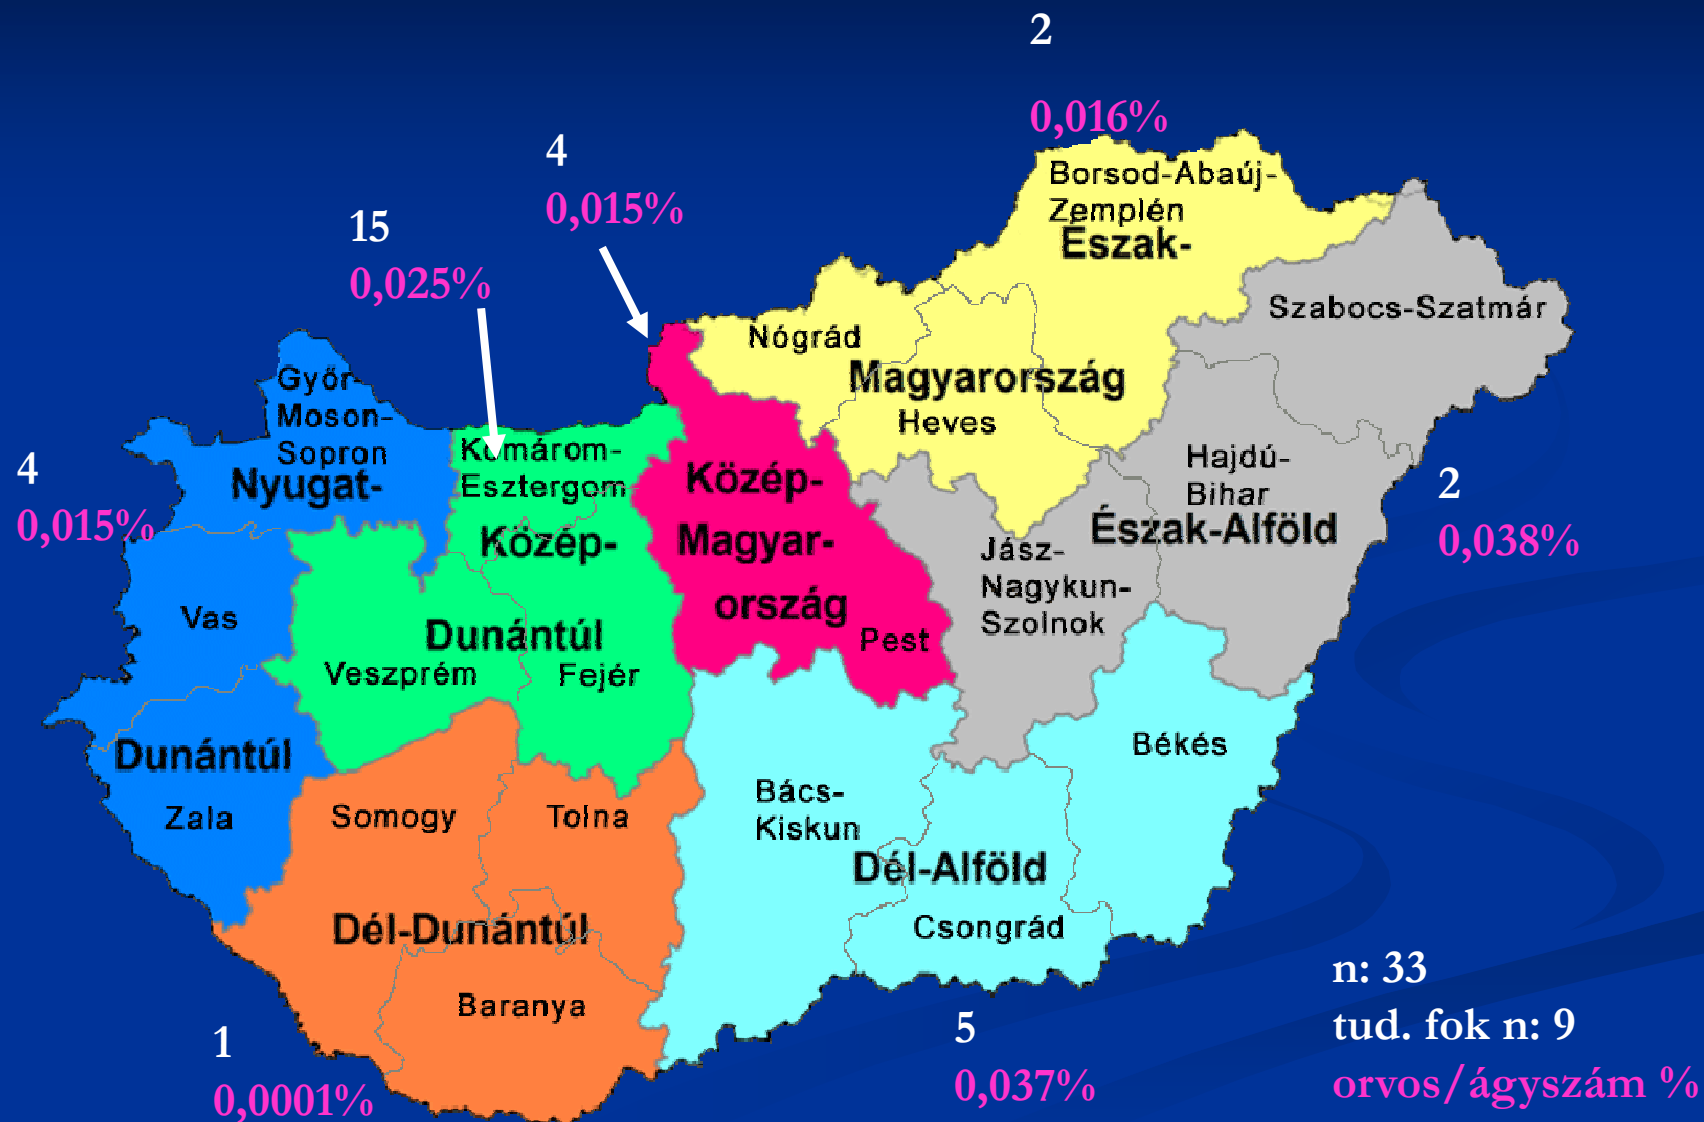 2
0,016%
4
0,015%
15
0,025%
4
0,015%
2
0,038%
1
0,0001%
5
0,037%
Borsod-Abaúj-
Zemplén
Észak-
Szabocs-Szatmár
Nógrád
Magyarország
Heves
Győr-
Moson-
Sopron
Nyugat-
Komárom-
Esztergom
Közép-
Közép-
Magyar-
ország
Pest
Hajdú-
Bihar
Észak-Alföld
Jász-
Nagykun-
Szolnok
Vas
Dunántúl
Veszprém
Fejér
Dunántúl
Zala
Somogy
Tolna
Dél-Dunántúl
Baranya
Bács-
Kiskun
Békés
Dél-Alföld
Csongrád
n: 33
tud. fok n: 9
orvos/ágyszám %